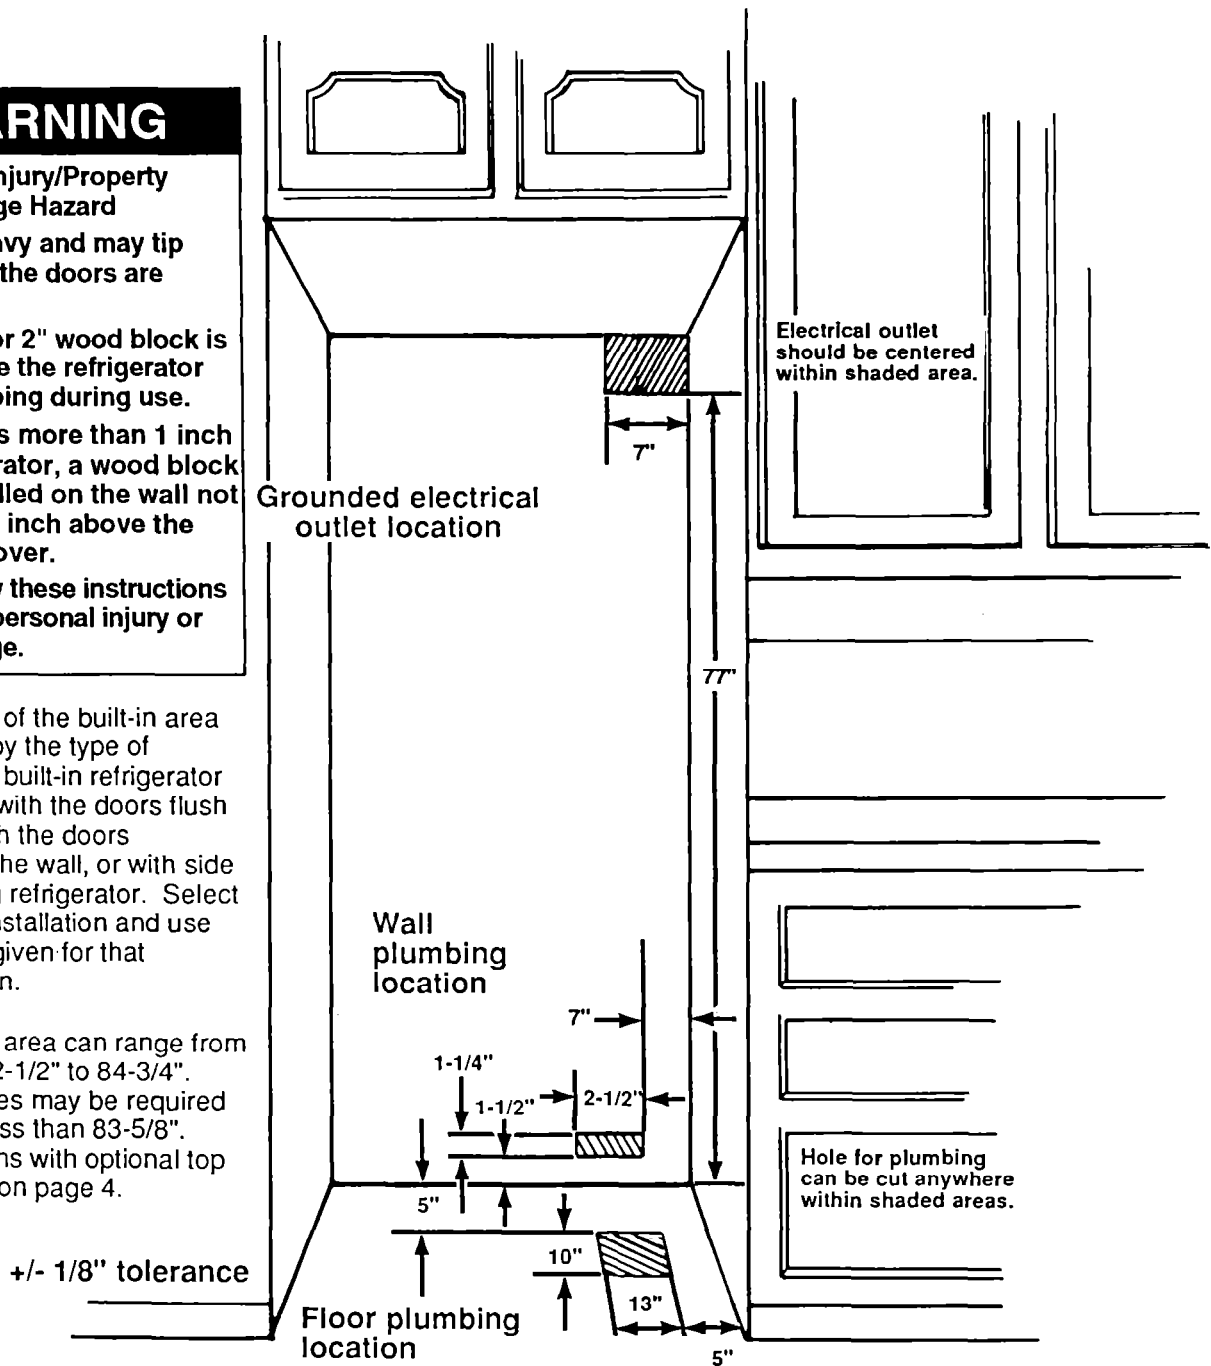 ARNING
njury/Property
ge Hazard
avy and may tip
the doors are
or 2" wood block is
e the refrigerator
ping during use.
s more than 1 inch
rator, a wood block
lled on the wall not
inch above the
over.
w these instructions
personal injury or
ge.
of the built-in area
by the type of
built-in refrigerator
with the doors flush
h the doors
he wall, or with side
g refrigerator. Select
nstallation and use
given for that
n.
area can range from
2-1/2" to 84-3/4".
es may be required
ss than 83-5/8".
ns with optional top
on page 4.
+/- 1/8" tolerance
Electrical outlet
should be centered
within shaded area.
7"
Grounded electrical
outlet location
77"
Wall
plumbing
location
7"
1-1/4"
1-1/2"
2-1/2"
5"
10"
13"
5"
Floor plumbing
location
Hole for plumbing
can be cut anywhere
within shaded areas.